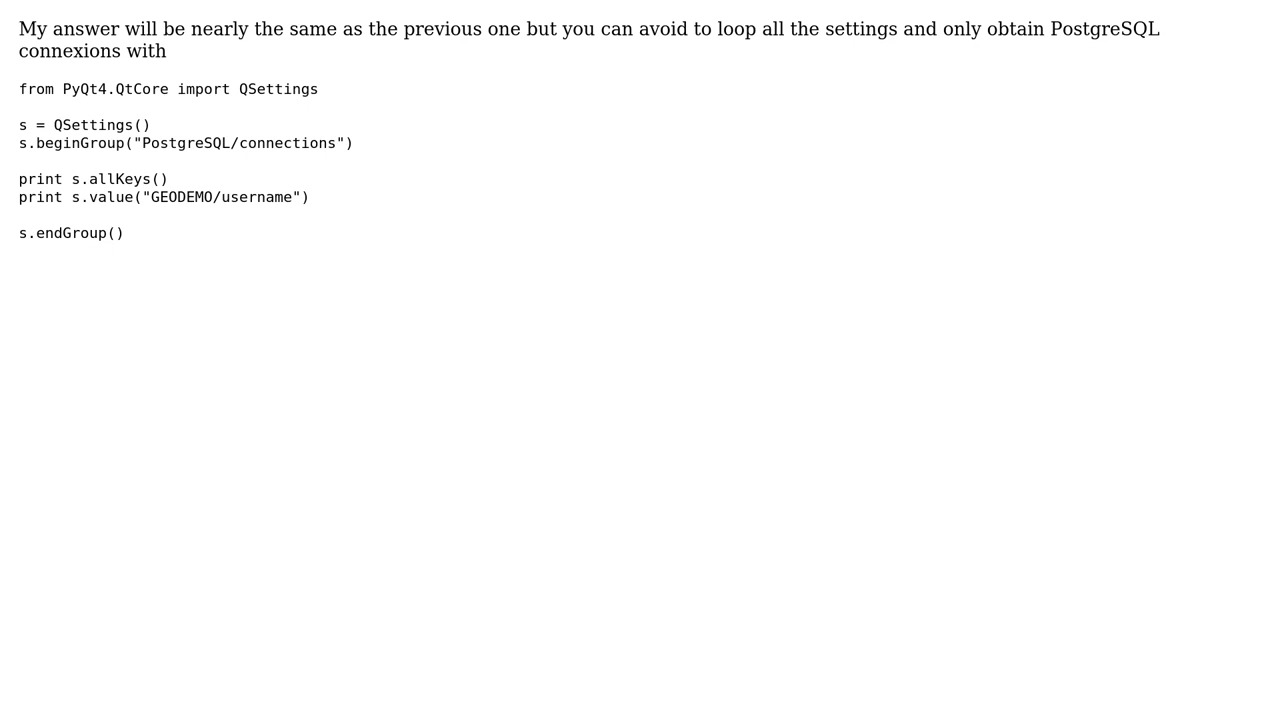 My answer will be nearly the same as the previous one but you can avoid to loop all the settings and only obtain PostgreSQL
connexions with
from PyQt4.QtCore import QSettings
s = QSettings()
s.beginGroup("PostgreSQL/connections")
print s.allKeys()
print s.value("GEODEMO/username")
s.endGroup()